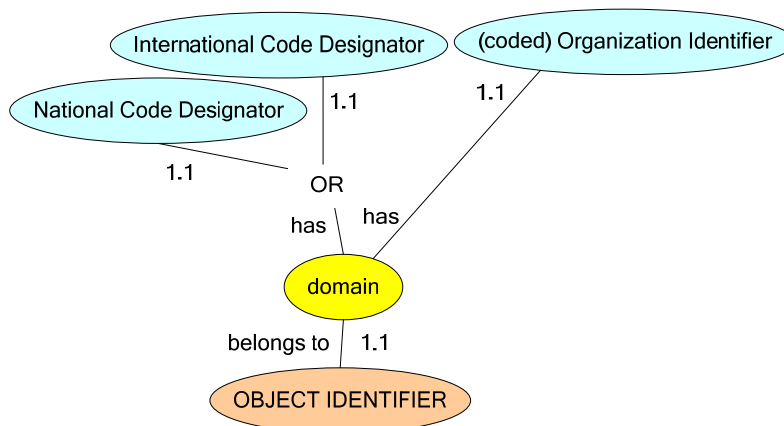 International Code Designator
(coded) Organization Identifier
National Code Designator
1.1
1.1
1.1
OR
has
has
domain
belongs to
1.1
OBJECT IDENTIFIER